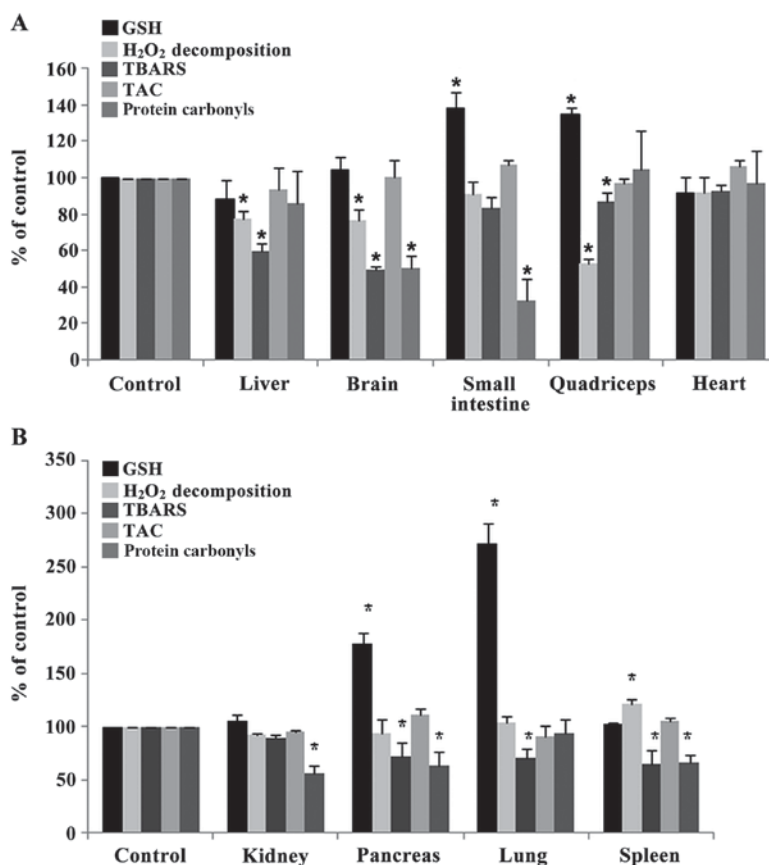 A
GSH
H₂O₂ decomposition
TBARS
TAC
Protein carbonyls
160
140
120
100
80
60
40
20
0
% of control
* * * * * * * * * * *
Control Liver Brain Small intestine Quadriceps Heart
B
GSH
H₂O₂ decomposition
TBARS
TAC
Protein carbonyls
350
300
250
200
150
100
50
0
% of control
* * * * * * * * *
Control Kidney Pancreas Lung Spleen